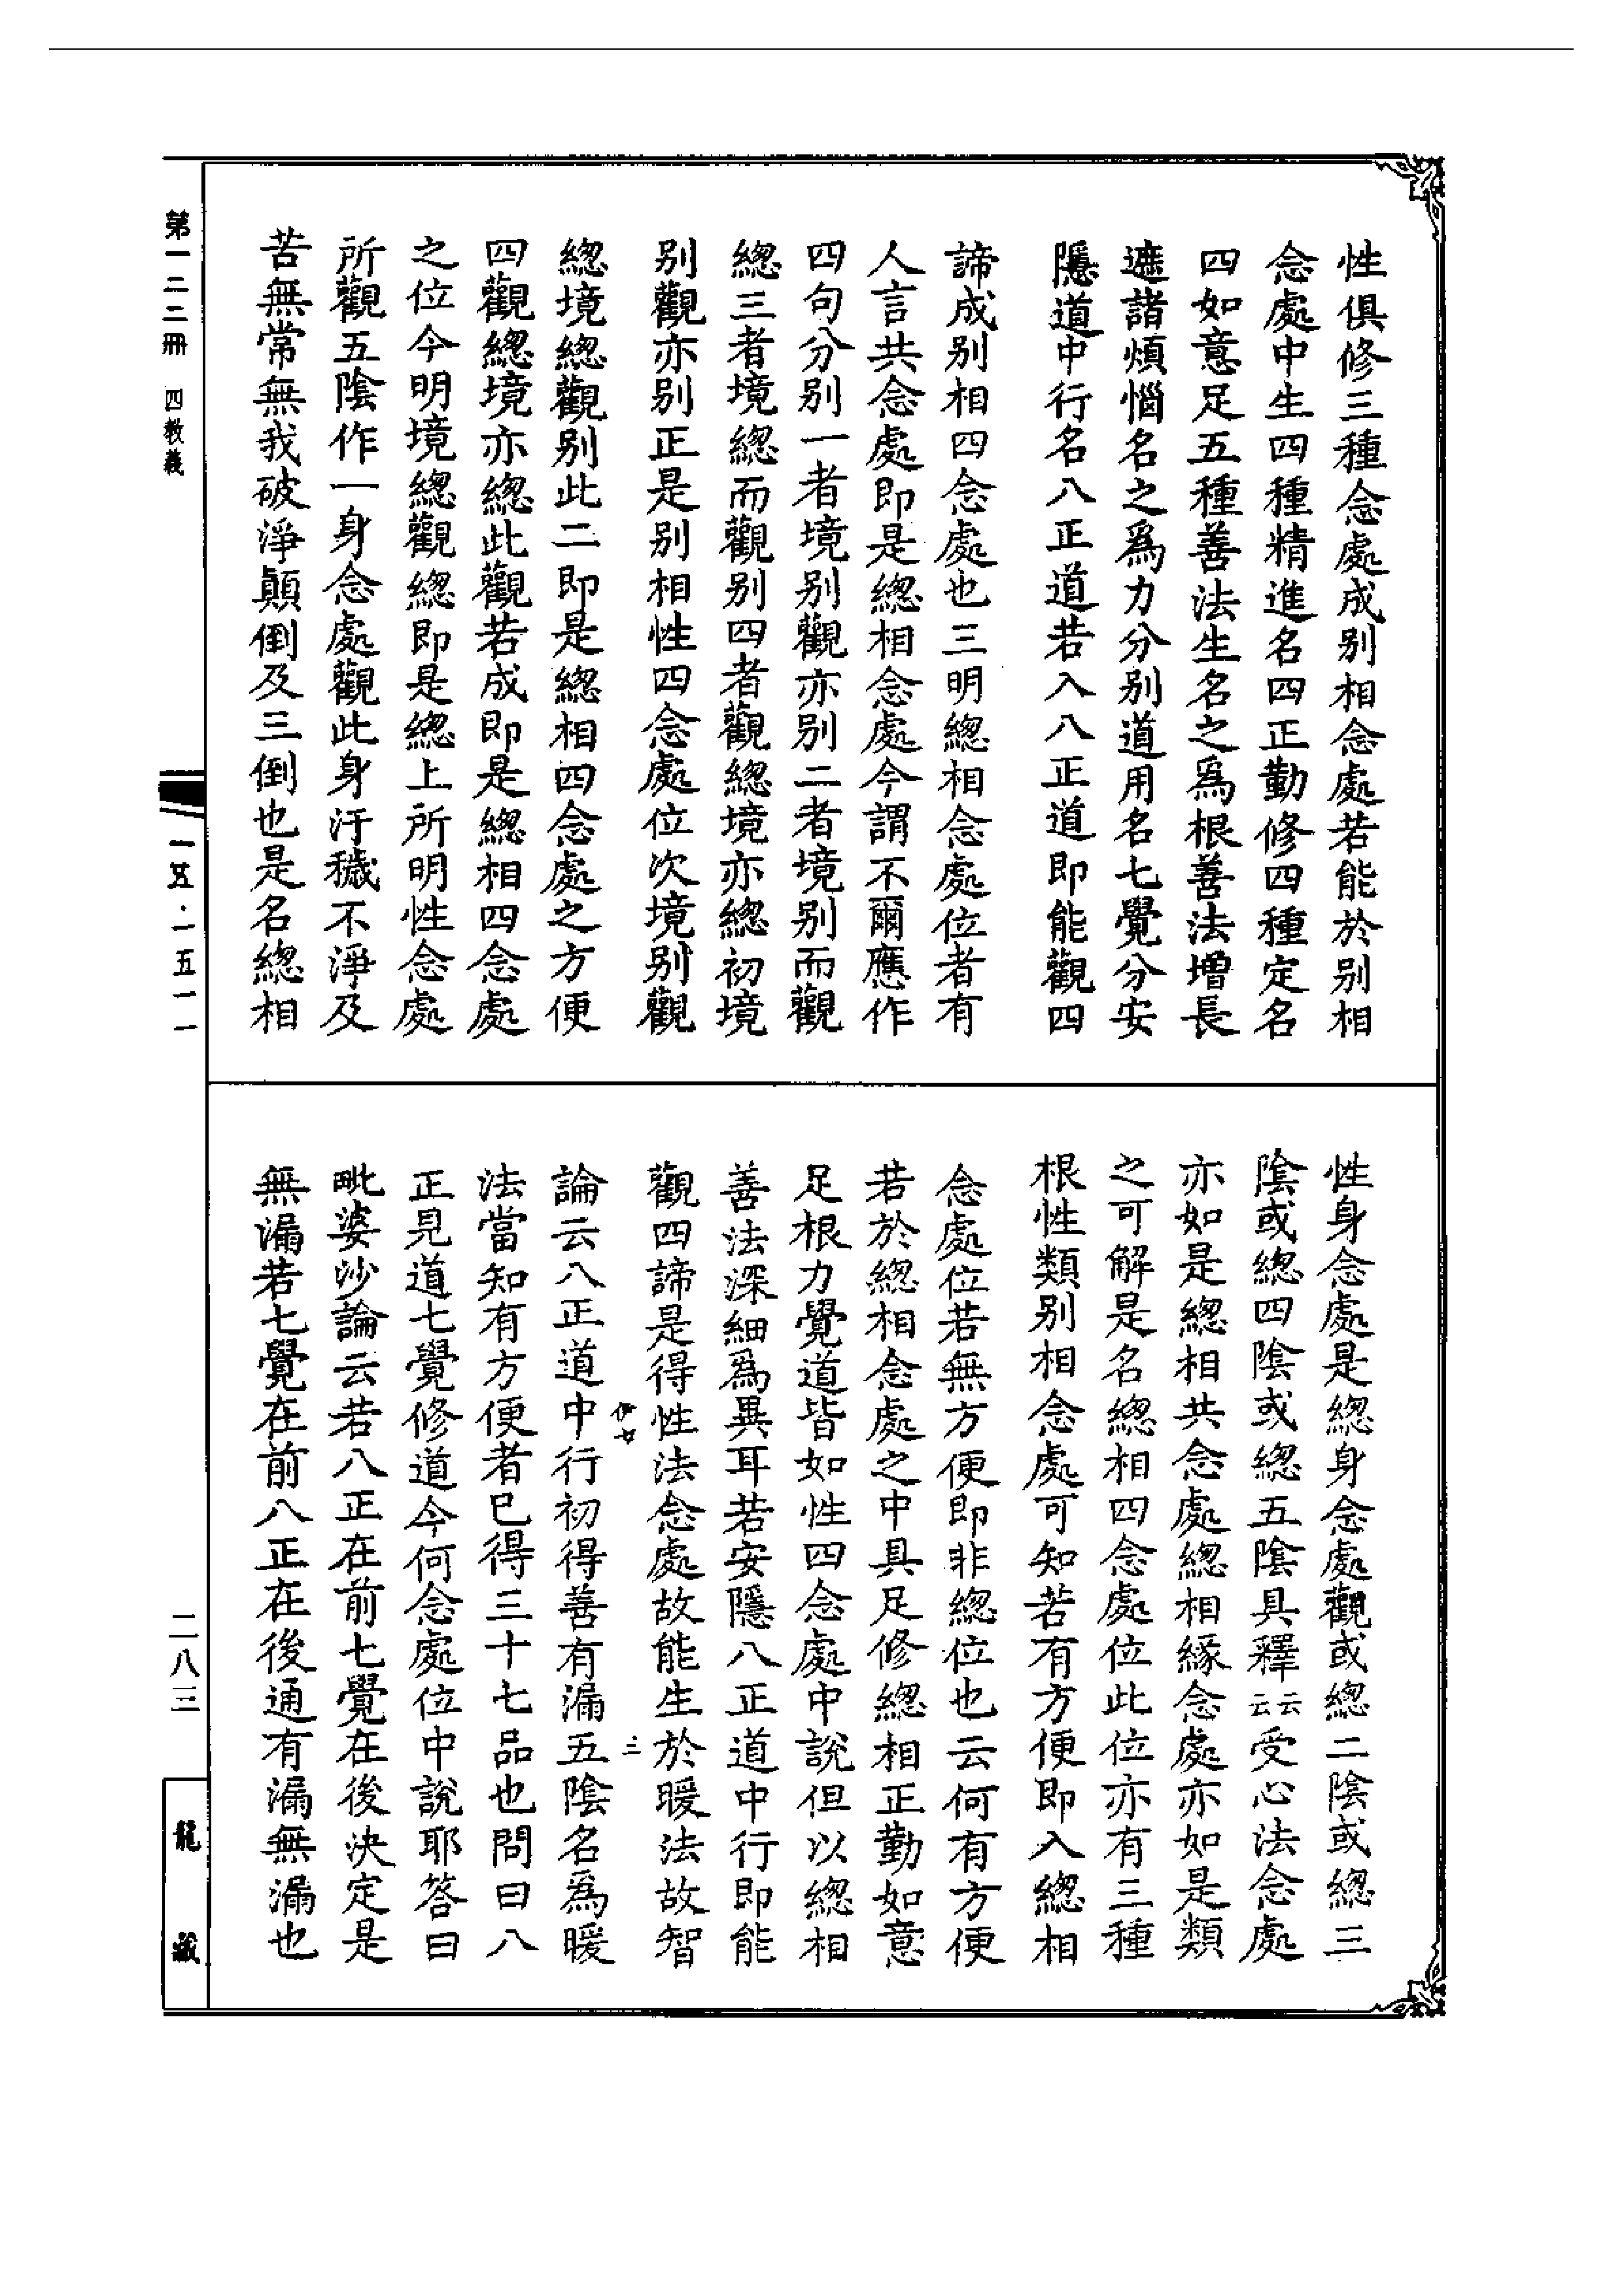 性俱修三種念處成別相念處若能於別相
念處中生四種精進名四正勤修四種定名
四如意足五種善法生名之為根善法增長
遮諸煩惱名之為力分別道用名七覺分安
隱道中行名八正道若入八正道即能觀四
諦成別相四念處也三明總相念處位者有
人言共念處即是總相念處今謂不爾應作
四句分別一者境別觀亦別二者境別而觀
總三者境總而觀別四者觀總境亦總初境
別觀亦別正是別相性四念處位次境別觀
總境總觀別此二即是總相四念處之方便
四觀總境亦總此觀若成即是總相四念處
之位今明境總觀總即是總上所明性念處
所觀五陰作一身念處觀此身汙穢不淨及
苦無常無我破淨顛倒及三倒也是名總相
性身念處是總身念處觀或總二陰或總三
陰或總四陰或總五陰具釋云云受心法念處
亦如是總相共念處總相緣念處亦如是類
之可解是名總相四念處位此位亦有三種
根性類別相念處可知若有方便即入總相
念處位若無方便即非總位也云何有方便
若於總相念處之中具足修總相正勤如意
足根力覺道皆如性四念處中說但以總相
善法深細為異耳若安隱八正道中行即能
觀四諦是得性法念處故能生於暖法故智
論云八正道中行初得善有漏五陰名為暖
法當知有方便者已得三十七品也問曰八
正見道七覺修道今何念處位中說耶答曰
毗婆沙論云若八正在前七覺在後決定是
無漏若七覺在前八正在後通有漏無漏也
第一二二冊 四教義
一五·一五一一
二八三
龍藏